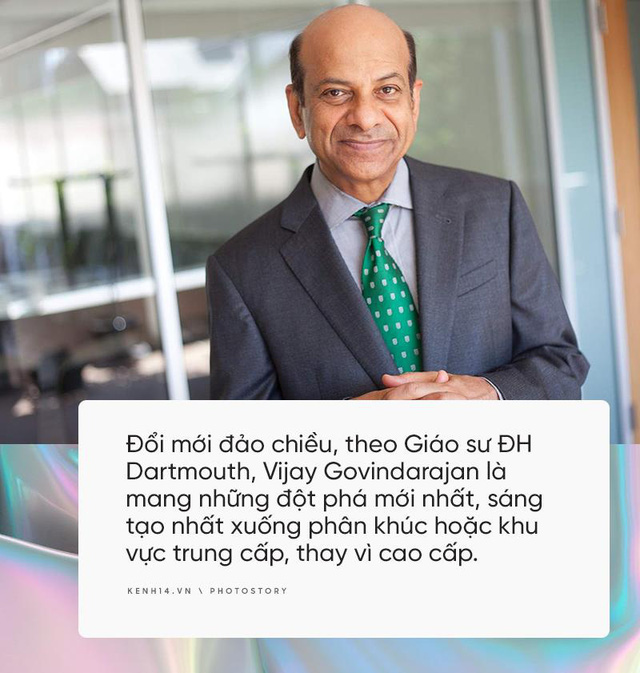 Đổi mới đảo chiều, theo Giáo sư ĐH
Dartmouth, Vijay Govindarajan là
mang những đột phá mới nhất, sáng
tạo nhất xuống phân khúc hoặc khu
vực trung cấp, thay vì cao cấp.
KENH14.VN \ PHOTOSTORY